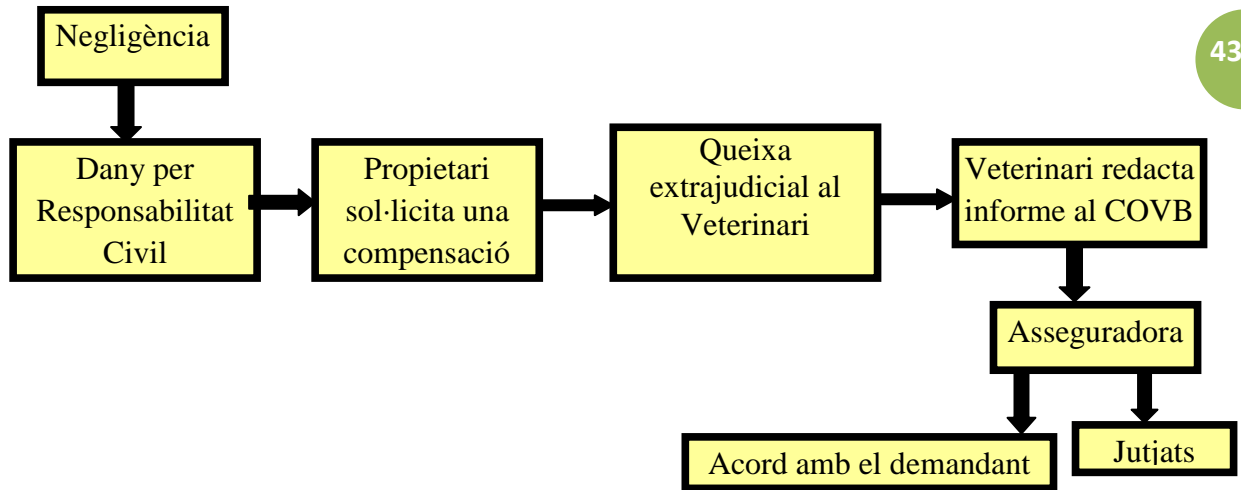 Negligència
43
Dany per
Responsabilitat
Civil
Propietari
sol·licita una
compensació
Queixa
extrajudicial al
Veterinari
Veterinari redacta
informe al COVB
Asseguradora
Acord amb el demandant
Jutjats